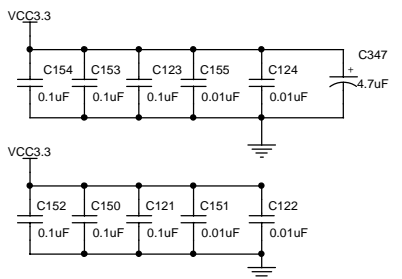 VCC3.3
C154 C153 C123 C155 C124 C347
+
0.1uF 0.1uF 0.1uF 0.01uF 0.01uF 4.7uF
VCC3.3
C152 C150 C121 C151 C122
0.1uF 0.1uF 0.1uF 0.01uF 0.01uF